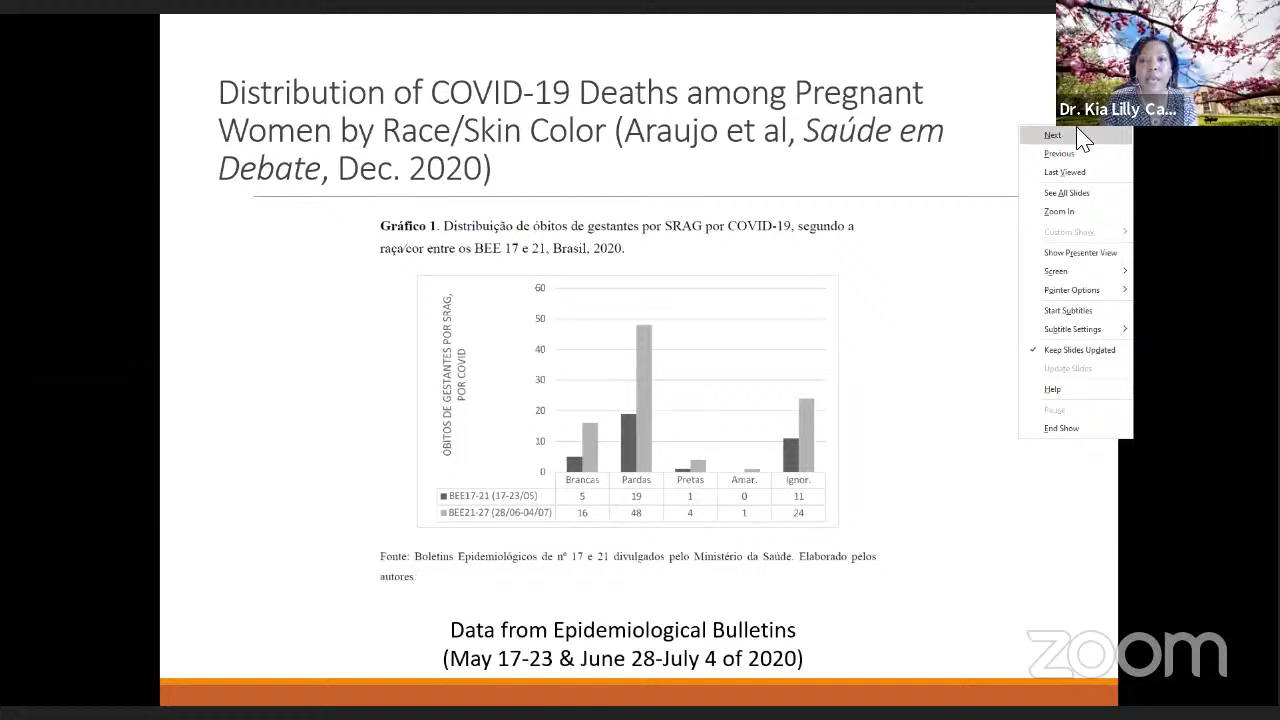 Distribution of COVID-19 Deaths among Pregnant
Women by Race/Skin Color (Araujo et al, Saúde em
Debate, Dec. 2020)
Gráfico 1. Distribuição de óbitos de gestantes por SRAG por COVID-19, segundo a
raça/cor entre os BEE 17 e 21, Brasil, 2020.
ÓBITOS DE GESTANTES POR SRAG,
POR COVID
60
50
40
30
20
10
0
Brancas Pardas Pretas Amar. Ignor.
BEE17-21 (17-23/05) 5 19 1 0 11
BEE21-27 (28/06-04/07) 16 48 4 1 24
Fonte: Boletins Epidemiológicos de nº 17 e 21 divulgados pelo Ministério da Saúde. Elaborado pelos
autores.
Data from Epidemiological Bulletins
(May 17-23 & June 28-July 4 of 2020)
Dr. Kia Lilly Ca...
Next
Previous
Last Viewed
See All Slides
Zoom In
Custom Show
Show Presenter View
Screen
Pointer Options
Start Subtitles
Subtitle Settings
Keep Slides Updated
Update Slides
Help
Pause
End Show
zoom